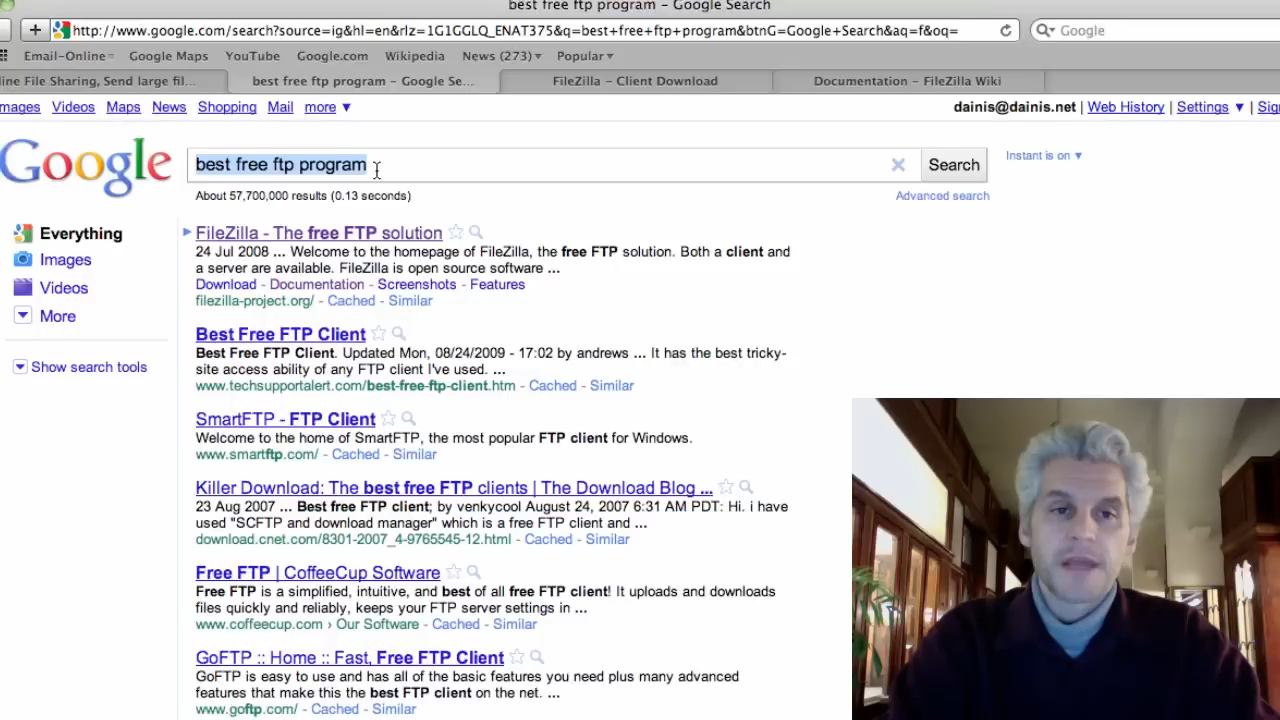 best free ftp program - Google Search
http://www.google.com/search?source=ig&hl=en&rlz=1G1GGLQ_ENAT375&q=best+free+ftp+program&btnG=Google+Search&aq=f&oq=
Google
Email-Online Google Maps YouTube Google.com Wikipedia News (273) Popular
line File Sharing, Send large fil... best free ftp program - Google Se... FileZilla - Client Download Documentation - FileZilla Wiki
Images Videos Maps News Shopping Mail more ▼ dainis@dainis.net | Web History | Settings ▼ | Sig
Google
best free ftp program
Search
Instant is on ▼
About 57,700,000 results (0.13 seconds)
Advanced search
Everything
Images
Videos
More
Show search tools
FileZilla - The free FTP solution
24 Jul 2008 ... Welcome to the homepage of FileZilla, the free FTP solution. Both a client and
a server are available. FileZilla is open source software ...
Download - Documentation - Screenshots - Features
filezilla-project.org/ - Cached - Similar
Best Free FTP Client
Best Free FTP Client. Updated Mon, 08/24/2009 - 17:02 by andrews ... It has the best tricky-
site access ability of any FTP client I've used. ...
www.techsupportalert.com/best-free-ftp-client.htm - Cached - Similar
SmartFTP - FTP Client
Welcome to the home of SmartFTP, the most popular FTP client for Windows.
www.smartftp.com/ - Cached - Similar
Killer Download: The best free FTP clients | The Download Blog ...
23 Aug 2007 ... Best free FTP client; by venkycool August 24, 2007 6:31 AM PDT: Hi. i have
used "SCFTP and download manager" which is a free FTP client and ...
download.cnet.com/8301-2007_4-9765545-12.html - Cached - Similar
Free FTP | CoffeeCup Software
Free FTP is a simplified, intuitive, and best of all free FTP client! It uploads and downloads
files quickly and reliably, keeps your FTP server settings in ...
www.coffeecup.com › Our Software - Cached - Similar
GoFTP :: Home :: Fast, Free FTP Client
GoFTP is easy to use and has all of the basic features you need plus many advanced
features that make this the best FTP client on the net. ...
www.goftp.com/ - Cached - Similar